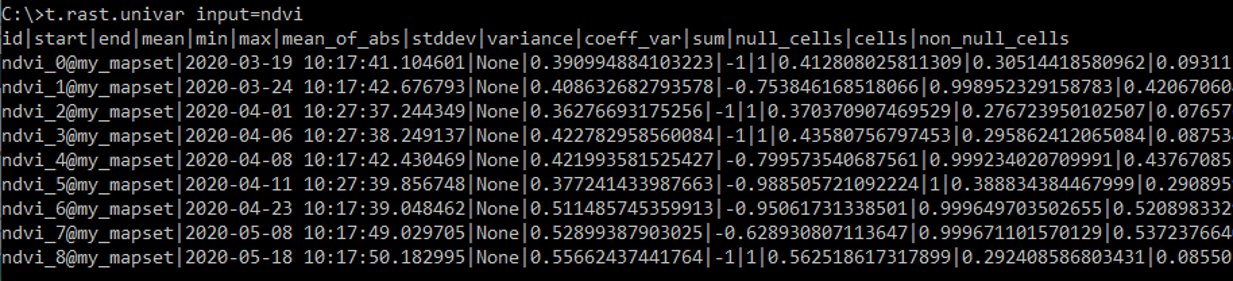 C:\>t.rast.univar input=ndvi
id|start|end|mean|min|max|mean_of_abs|stddev|variance|coeff_var|sum|null_cells|cells|non_null_cells
ndvi_0@my_mapset|2020-03-19 10:17:41.104601|None|0.390994884103223|-1|1|0.412808025811309|0.30514418580962|0.09311
ndvi_1@my_mapset|2020-03-24 10:17:42.676793|None|0.408632682793578|-0.753846168518066|0.998952329158783|0.42067060
ndvi_2@my_mapset|2020-04-01 10:27:37.244349|None|0.36276693175256|-1|1|0.370370907469529|0.276723950102507|0.07657
ndvi_3@my_mapset|2020-04-06 10:27:38.249137|None|0.422782958560084|-1|1|0.43580756797453|0.295862412065084|0.08753
ndvi_4@my_mapset|2020-04-08 10:17:42.430469|None|0.421993581525427|-0.799573540687561|0.999234020709991|0.43767085
ndvi_5@my_mapset|2020-04-11 10:27:39.856748|None|0.377241433987663|-0.988505721092224|1|0.388834384467999|0.290895
ndvi_6@my_mapset|2020-04-23 10:17:39.048462|None|0.511485745359913|-0.95061731338501|0.999649703502655|0.52089833
ndvi_7@my_mapset|2020-05-08 10:17:49.029705|None|0.52899387903025|-0.628930807113647|0.999671101570129|0.537237664
ndvi_8@my_mapset|2020-05-18 10:17:50.182995|None|0.55662437441764|-1|1|0.562518617317899|0.292408586803431|0.08550